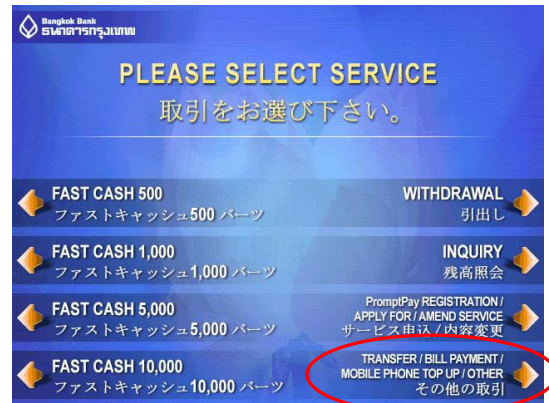 Bangkok Bank
ธนาคารกรุงเทพ
PLEASE SELECT SERVICE
取引をお選び下さい。
FAST CASH 500
ファストキャッシュ500 バーツ
WITHDRAWAL
引出し
FAST CASH 1,000
ファストキャッシュ1,000 バーツ
INQUIRY
残高照会
FAST CASH 5,000
ファストキャッシュ5,000 バーツ
PromptPay REGISTRATION /
APPLY FOR / AMEND SERVICE
サービス申込/内容変更
FAST CASH 10,000
ファストキャッシュ10,000 バーツ
TRANSFER / BILL PAYMENT /
MOBILE PHONE TOP UP / OTHER
その他の取引